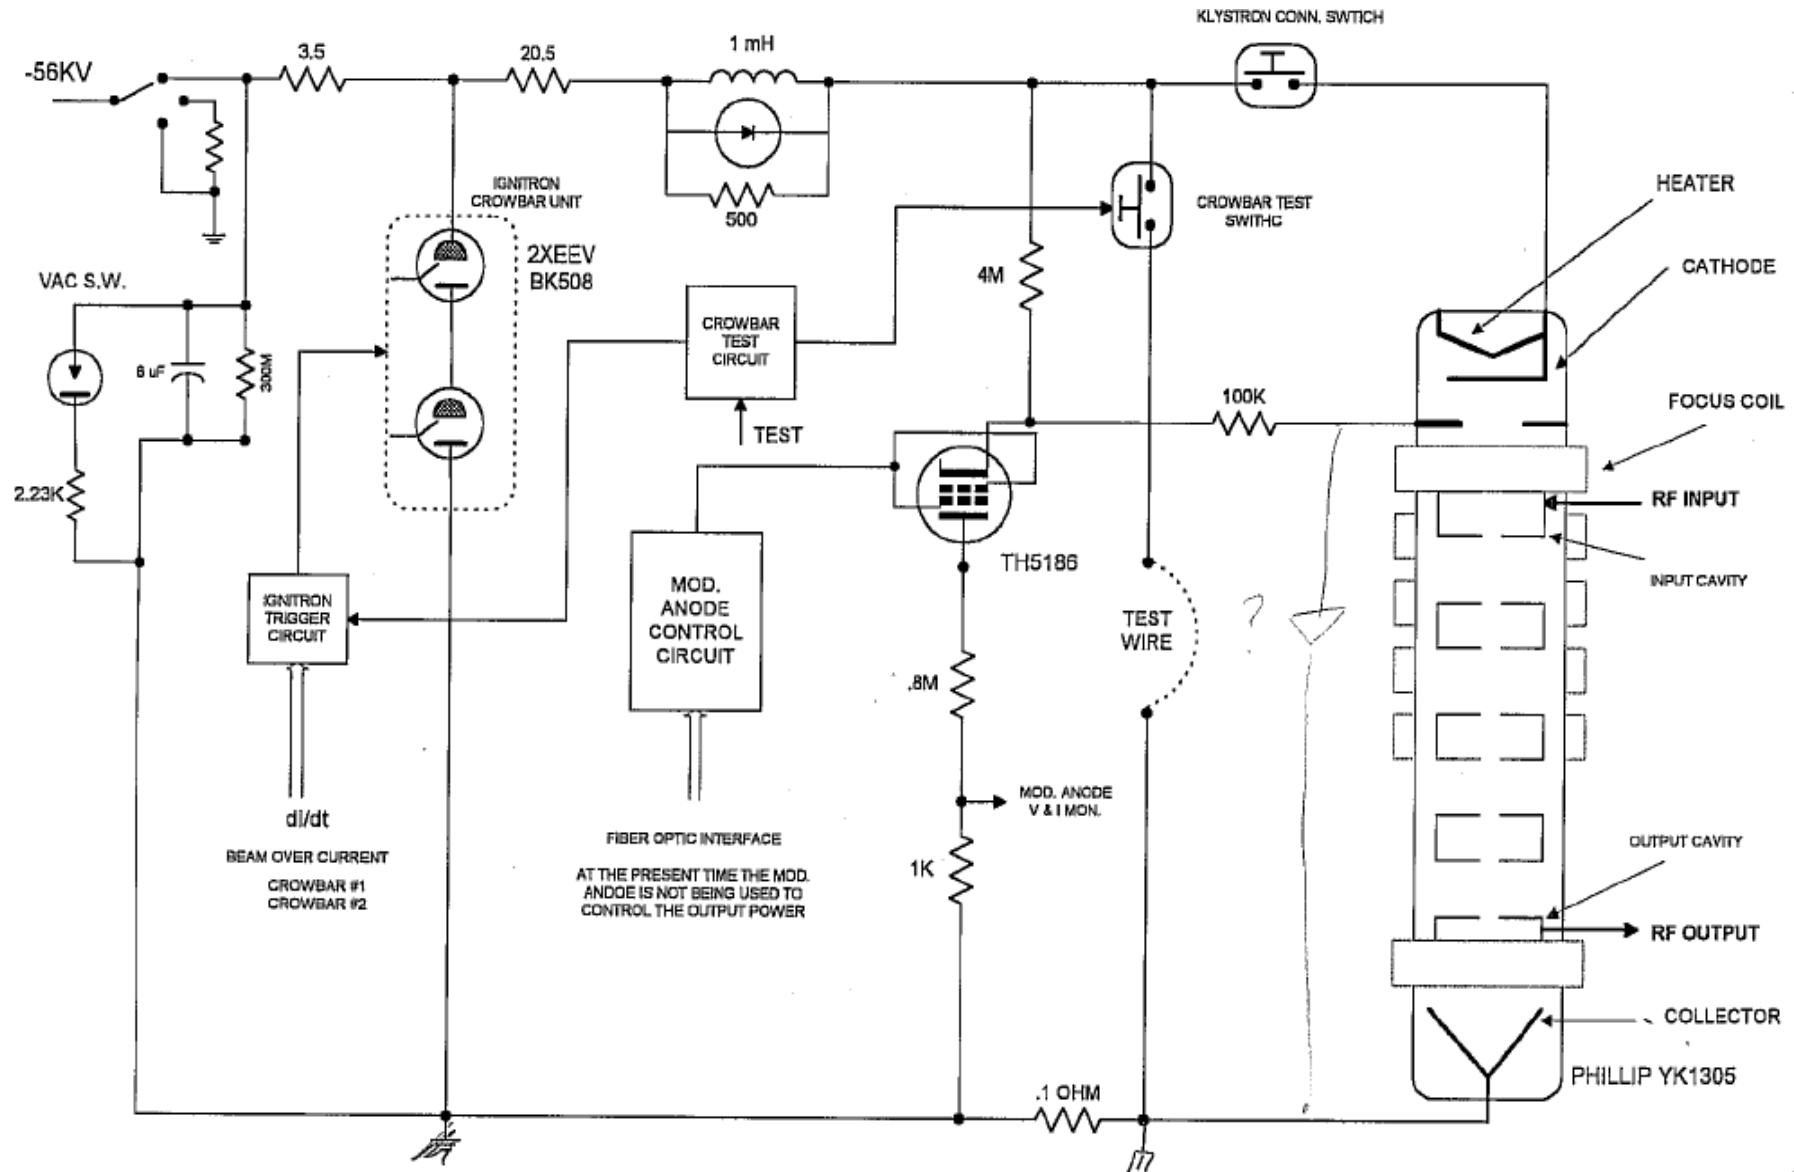 KLYSTRON CONN. SWTICH
-56KV
3.5
20.5
1 mH
500
IGNITRON
CROWBAR UNIT
2XEEV
BK508
VAC S.W.
6 uF
300M
2.23K
CROWBAR TEST
SWITHC
4M
CROWBAR
TEST
CIRCUIT
TEST
100K
HEATER
CATHODE
FOCUS COIL
RF INPUT
INPUT CAVITY
TH5186
IGNITRON
TRIGGER
CIRCUIT
MOD.
ANODE
CONTROL
CIRCUIT
TEST
WIRE
?
.8M
MOD. ANODE
V & I MON.
1K
di/dt
BEAM OVER CURRENT
CROWBAR #1
CROWBAR #2
FIBER OPTIC INTERFACE
AT THE PRESENT TIME THE MOD.
ANDOE IS NOT BEING USED TO
CONTROL THE OUTPUT POWER
OUTPUT CAVITY
RF OUTPUT
COLLECTOR
PHILLIP YK1305
.1 OHM